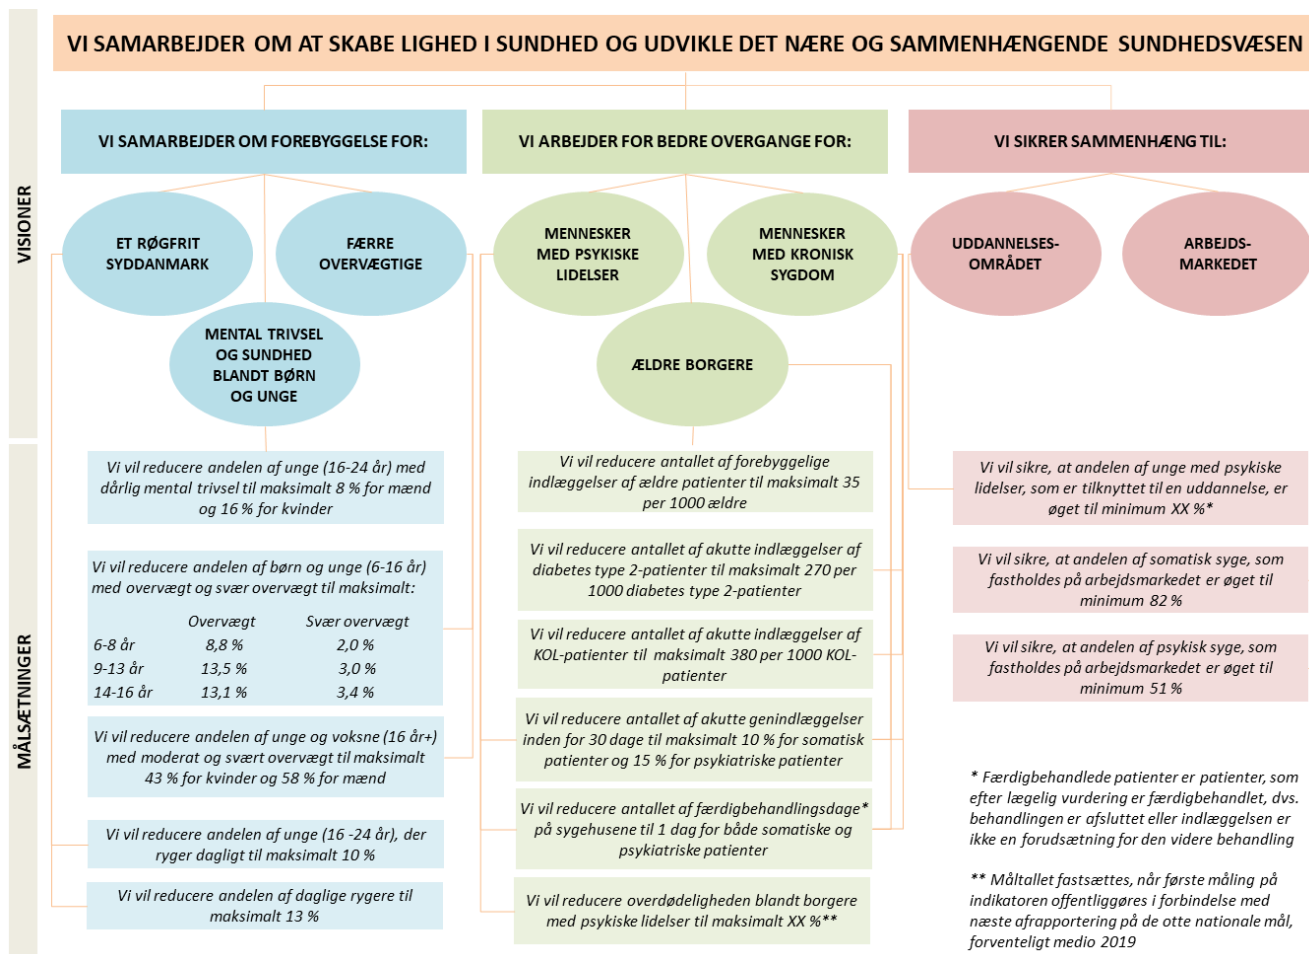 VI SAMARBEJDER OM AT SKABE LIGHED I SUNDHED OG UDVIKLE DET NÆRE OG SAMMENHÆNGENDE SUNDHEDSVÆSEN
VISIONER
VI SAMARBEJDER OM FOREBYGGELSE FOR:
ET RØGFRIT
SYDDANMARK
FÆRRE
OVERVÆGTIGE
MENTAL TRIVSEL
OG SUNDHED
BLANDT BØRN
OG UNGE
VI ARBEJDER FOR BEDRE OVERGANGE FOR:
MENNESKER
MED PSYKISKE
LIDELSER
MENNESKER
MED KRONISK
SYGDOM
ÆLDRE BORGERE
VI SIKRER SAMMENHÆNG TIL:
UDDANNELSES-
OMRÅDET
ARBEJDS-
MARKEDET
MÅLSÆTNINGER
Vi vil reducere andelen af unge (16-24 år) med
dårlig mental trivsel til maksimalt 8 % for mænd
og 16 % for kvinder
Vi vil reducere andelen af børn og unge (6-16 år)
med overvægt og svær overvægt til maksimalt:
Overvægt Svær overvægt
6-8 år 8,8 % 2,0 %
9-13 år 13,5 % 3,0 %
14-16 år 13,1 % 3,4 %
Vi vil reducere andelen af unge og voksne (16 år+)
med moderat og svært overvægt til maksimalt
43 % for kvinder og 58 % for mænd
Vi vil reducere andelen af unge (16 -24 år), der
ryger dagligt til maksimalt 10 %
Vi vil reducere andelen af daglige rygere til
maksimalt 13 %
Vi vil reducere antallet af forebyggelige
indlæggelser af ældre patienter til maksimalt 35
per 1000 ældre
Vi vil reducere antallet af akutte indlæggelser af
diabetes type 2-patienter til maksimalt 270 per
1000 diabetes type 2-patienter
Vi vil reducere antallet af akutte indlæggelser af
KOL-patienter til maksimalt 380 per 1000 KOL-
patienter
Vi vil reducere antallet af akutte genindlæggelser
inden for 30 dage til maksimalt 10 % for somatisk
patienter og 15 % for psykiatriske patienter
Vi vil reducere antallet af færdigbehandlingsdage*
på sygehusene til 1 dag for både somatiske og
psykiatriske patienter
Vi vil reducere overdødeligheden blandt borgere
med psykiske lidelser til maksimalt XX %**
Vi vil sikre, at andelen af unge med psykiske
lidelser, som er tilknyttet til en uddannelse, er
øget til minimum XX %*
Vi vil sikre, at andelen af somatisk syge, som
fastholdes på arbejdsmarkedet er øget til
minimum 82 %
Vi vil sikre, at andelen af psykisk syge, som
fastholdes på arbejdsmarkedet er øget til
minimum 51 %
* Færdigbehandlede patienter er patienter, som
efter lægelig vurdering er færdigbehandlet, dvs.
behandlingen er afsluttet eller indlæggelsen er
ikke en forudsætning for den videre behandling
** Måltallet fastsættes, når første måling på
indikatoren offentliggøres i forbindelse med
næste afrapportering på de otte nationale mål,
forventeligt medio 2019